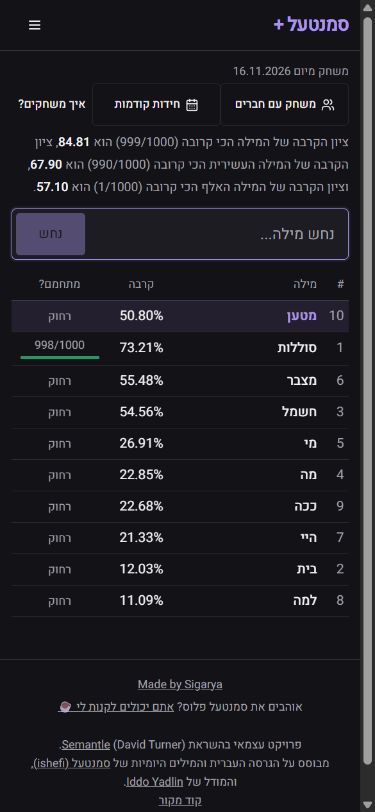 סמנטעל +
משחק מיום 16.11.2026
משחק עם חברים
חידות קודמות
איך משחקים?
ציון הקרבה של המילה הכי קרובה (999/1000) הוא 84.81, ציון
הקרבה של המילה העשירית הכי קרובה (990/1000) הוא 67.90,
וציון הקרבה של המילה האלף הכי קרובה (1/1000) הוא 57.10.
נחש מילה...
נחש
# מילה קרבה מתחמם?
10 מטען 50.80% רחוק
1 סוללות 73.21% 998/1000
6 מצבר 55.48% רחוק
3 חשמל 54.56% רחוק
5 מי 26.91% רחוק
4 מה 22.85% רחוק
9 ככה 22.68% רחוק
7 היי 21.33% רחוק
2 בית 12.03% רחוק
8 למה 11.09% רחוק
Made by Sigarya
אוהבים את סמנטעל פלוס? אתם יכולים לקנות לי
פרויקט עצמאי בהשראת Semantle (David Turner).
מבוסס על הגרסה העברית והמילים היומיות של סמנטעל (ishefi),
והמודל של Iddo Yadlin.
קוד מקור